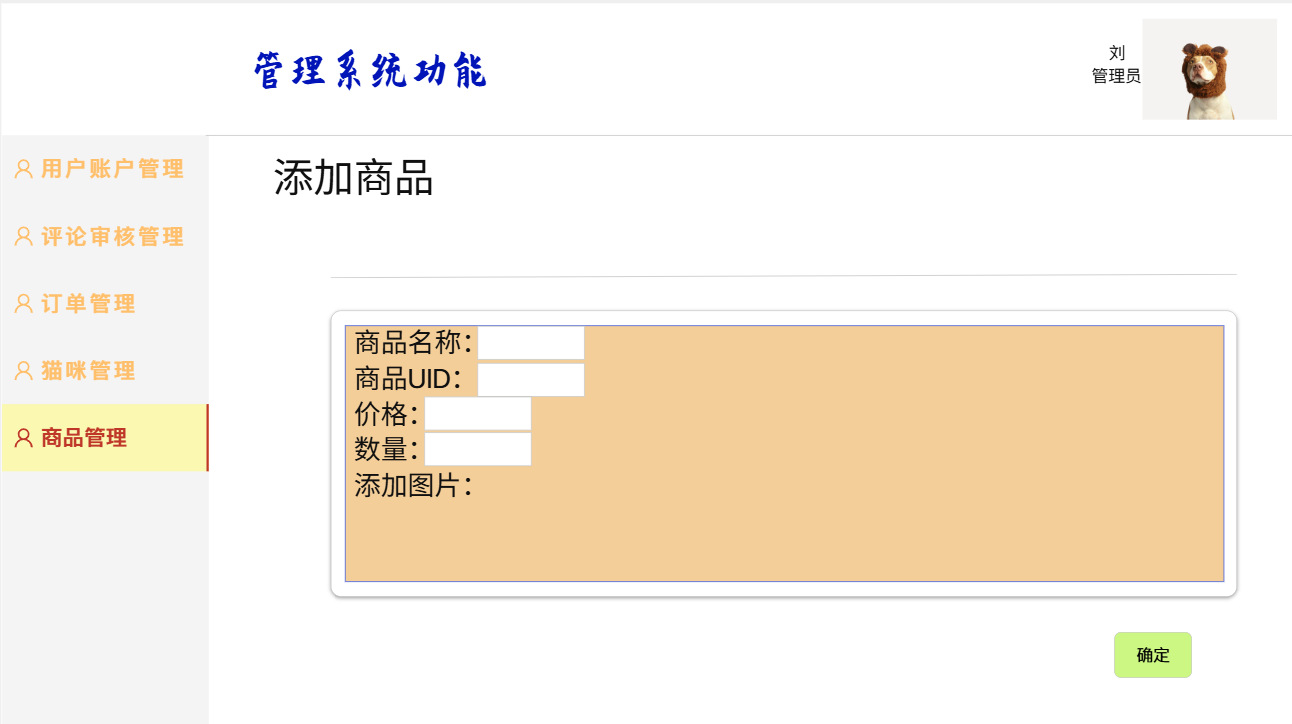 管理系统功能
刘
管理员
用户账户管理
评论审核管理
订单管理
猫咪管理
商品管理
添加商品
商品名称：
商品UID：
价格：
数量：
添加图片：
确定